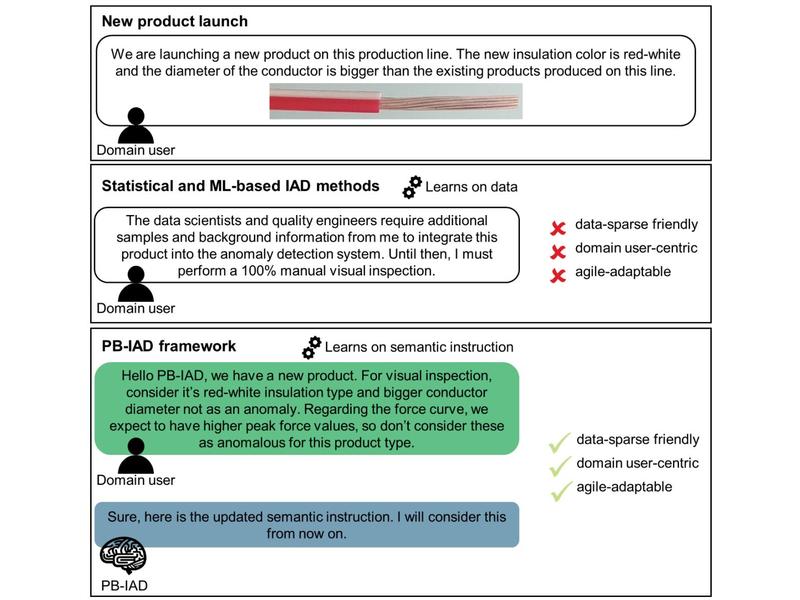 New product launch
We are launching a new product on this production line. The new insulation color is red-white
and the diameter of the conductor is bigger than the existing products produced on this line.
Domain user
Statistical and ML-based IAD methods
Learns on data
The data scientists and quality engineers require additional
samples and background information from me to integrate this
product into the anomaly detection system. Until then, I must
perform a 100% manual visual inspection.
Domain user
data-sparse friendly
domain user-centric
agile-adaptable
PB-IAD framework
Learns on semantic instruction
Hello PB-IAD, we have a new product. For visual inspection,
consider it’s red-white insulation type and bigger conductor
diameter not as an anomaly. Regarding the force curve, we
expect to have higher peak force values, so don’t consider these
as anomalous for this product type.
Domain user
data-sparse friendly
domain user-centric
agile-adaptable
Sure, here is the updated semantic instruction. I will consider this
from now on.
PB-IAD